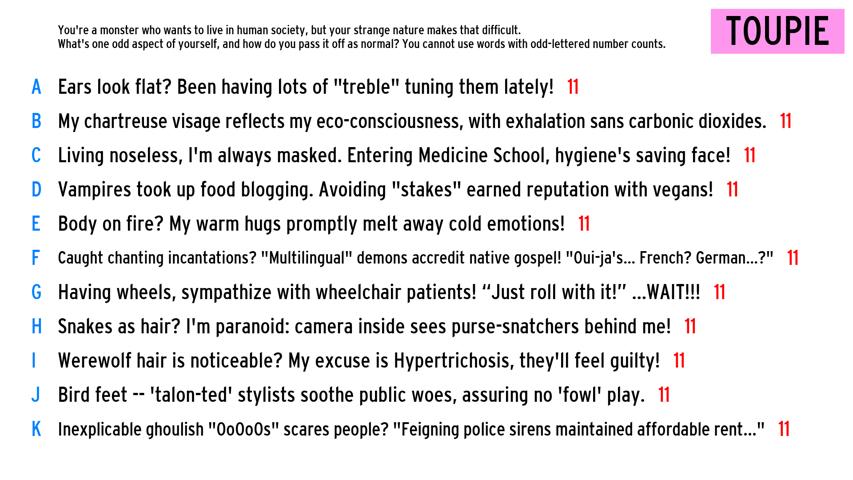 You're a monster who wants to live in human society, but your strange nature makes that difficult.
What's one odd aspect of yourself, and how do you pass it off as normal? You cannot use words with odd-lettered number counts.
TOUPIE
A Ears look flat? Been having lots of "treble" tuning them lately! 11
B My chartreuse visage reflects my eco-consciousness, with exhalation sans carbonic dioxides. 11
C Living noseless, I'm always masked. Entering Medicine School, hygiene's saving face! 11
D Vampires took up food blogging. Avoiding "stakes" earned reputation with vegans! 11
E Body on fire? My warm hugs promptly melt away cold emotions! 11
F Caught chanting incantations? "Multilingual" demons accredit native gospel! "Oui-ja's... French? German...?" 11
G Having wheels, sympathize with wheelchair patients! “Just roll with it!” ...WAIT!!! 11
H Snakes as hair? I'm paranoid: camera inside sees purse-snatchers behind me! 11
I Werewolf hair is noticeable? My excuse is Hypertrichosis, they'll feel guilty! 11
J Bird feet -- 'talon-ted' stylists soothe public woes, assuring no 'fowl' play. 11
K Inexplicable ghoulish "OoOoOs" scares people? "Feigning police sirens maintained affordable rent..." 11